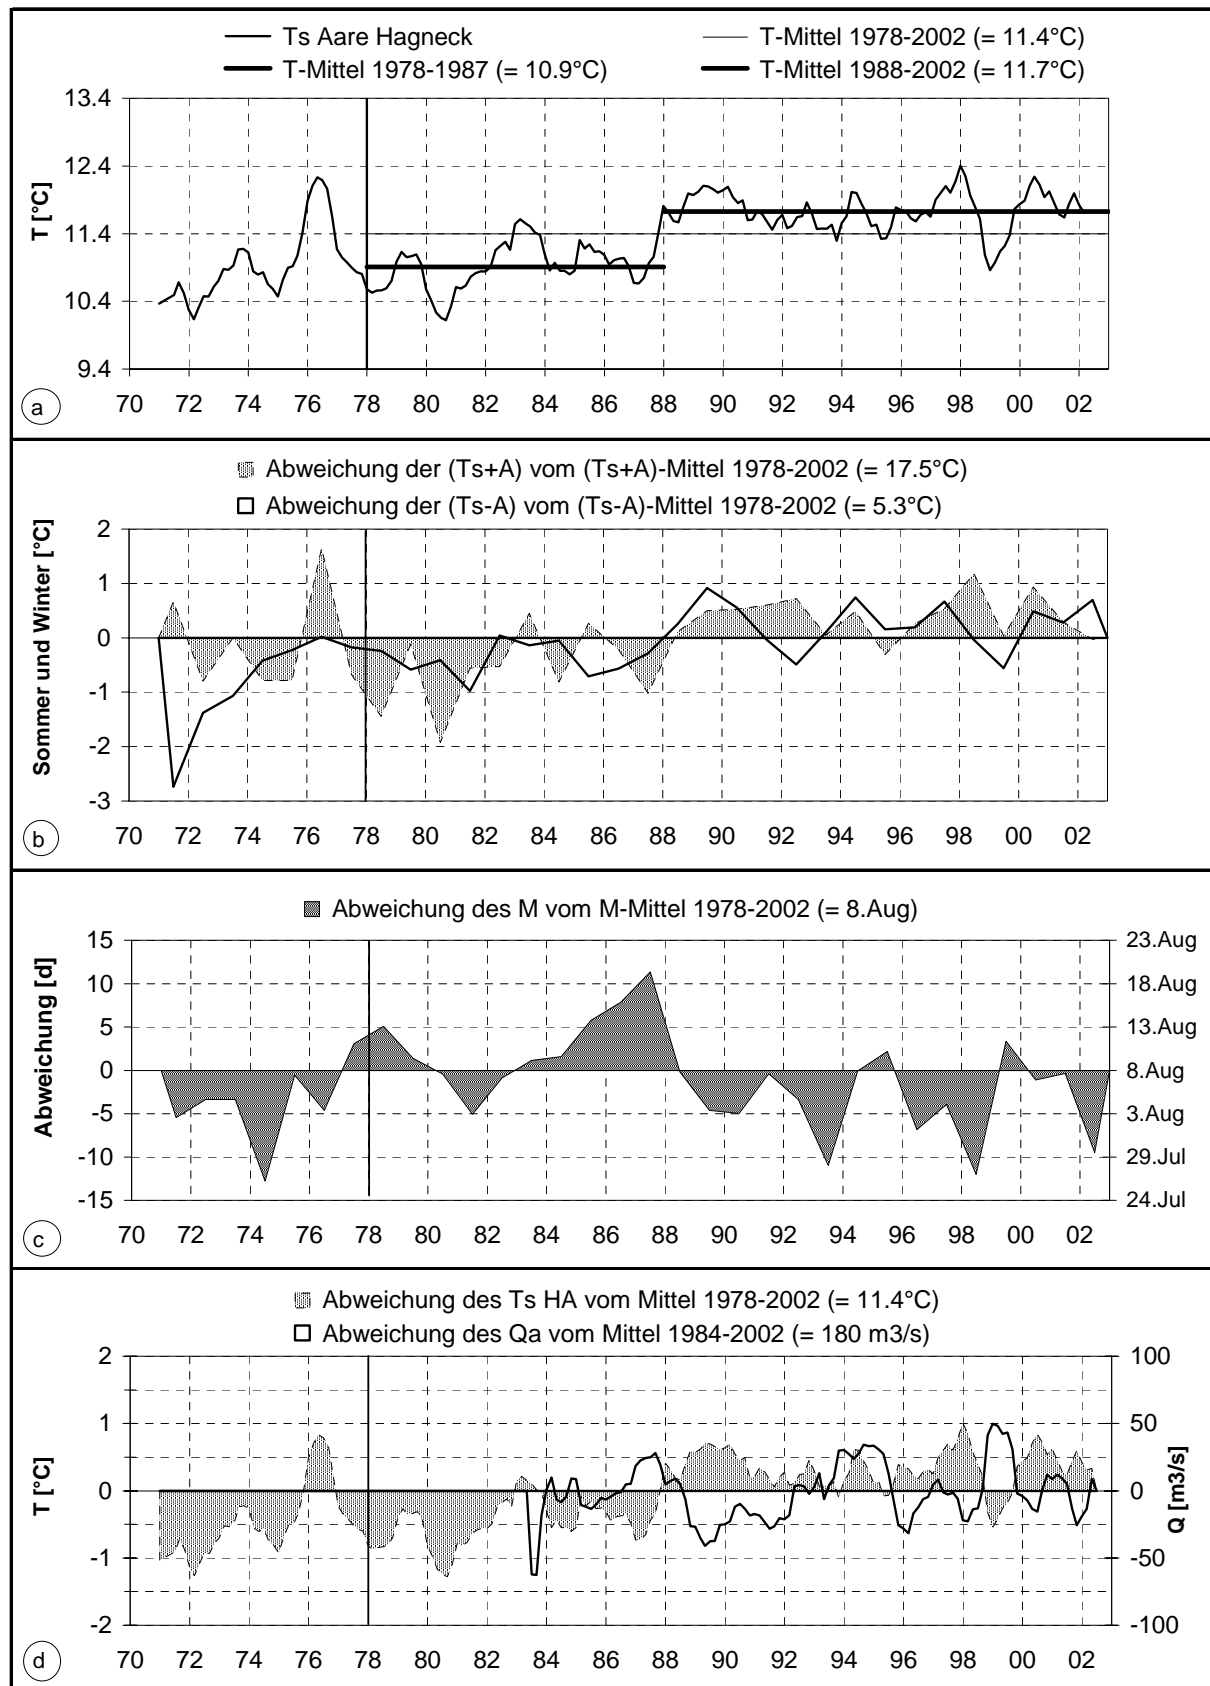 Ts Aare Hagneck T-Mittel 1978-2002 (= 11.4°C)
T-Mittel 1978-1987 (= 10.9°C) T-Mittel 1988-2002 (= 11.7°C)
T [°C]
13.4
12.4
11.4
10.4
9.4
70 72 74 76 78 80 82 84 86 88 90 92 94 96 98 00 02
a
Abweichung der (Ts+A) vom (Ts+A)-Mittel 1978-2002 (= 17.5°C)
Abweichung der (Ts-A) vom (Ts-A)-Mittel 1978-2002 (= 5.3°C)
Sommer und Winter [°C]
2
1
0
-1
-2
-3
70 72 74 76 78 80 82 84 86 88 90 92 94 96 98 00 02
b
Abweichung des M vom M-Mittel 1978-2002 (= 8.Aug)
Abweichung [d]
15 23.Aug
10 18.Aug
5 13.Aug
0 8.Aug
-5 3.Aug
-10 29.Jul
-15 24.Jul
70 72 74 76 78 80 82 84 86 88 90 92 94 96 98 00 02
c
Abweichung des Ts HA vom Mittel 1978-2002 (= 11.4°C)
Abweichung des Qa vom Mittel 1984-2002 (= 180 m3/s)
T [°C]
Q [m3/s]
2 100
1 50
0 0
-1 -50
-2 -100
70 72 74 76 78 80 82 84 86 88 90 92 94 96 98 00 02
d